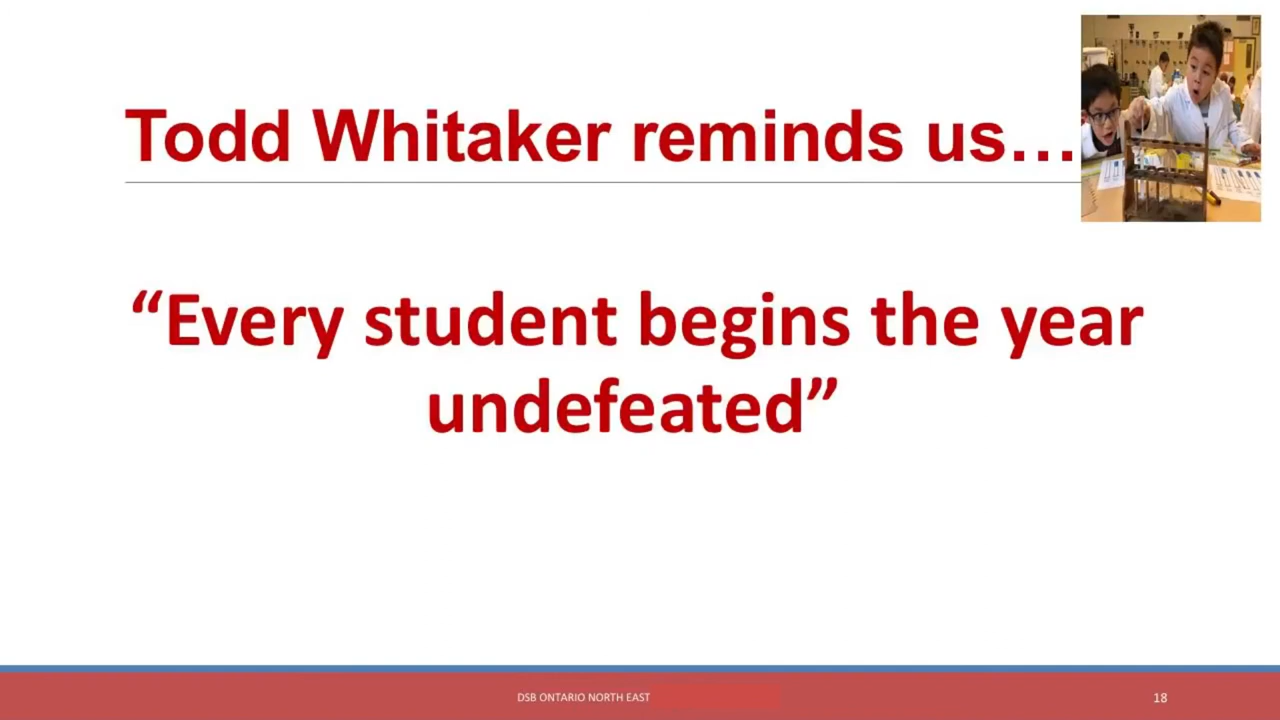 Todd Whitaker reminds us…
“Every student begins the year
undefeated”
DSB ONTARIO NORTH EAST
18